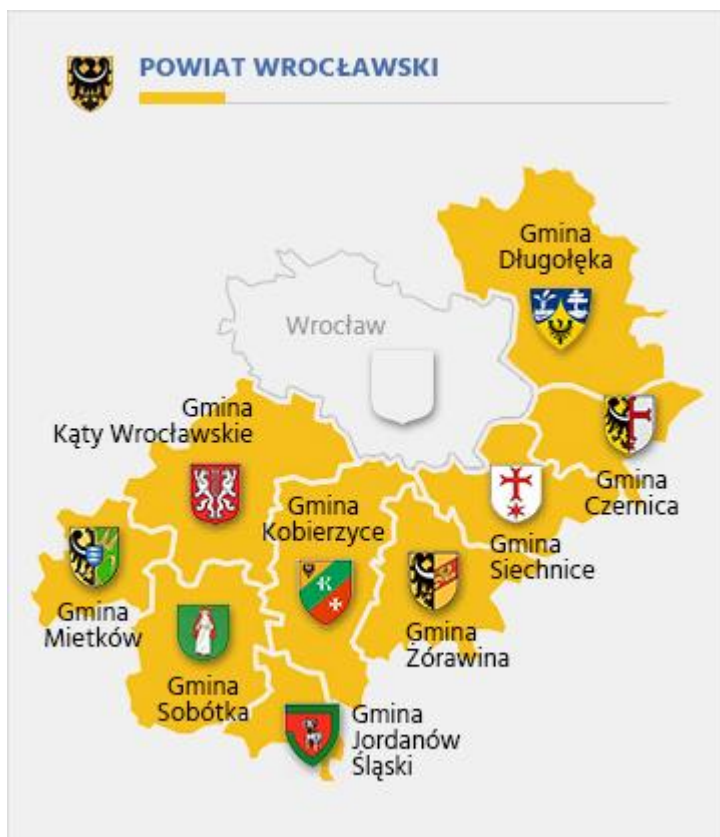 POWIAT WROCŁAWSKI
Gmina
Długołęka
Wrocław
Gmina
Kąty Wrocławskie
Gmina
Czernica
Gmina
Kobierzyce
Gmina
Siechnice
Gmina
Mietków
Gmina
Żórawina
Gmina
Sobótka
Gmina
Jordanów
Śląski
K